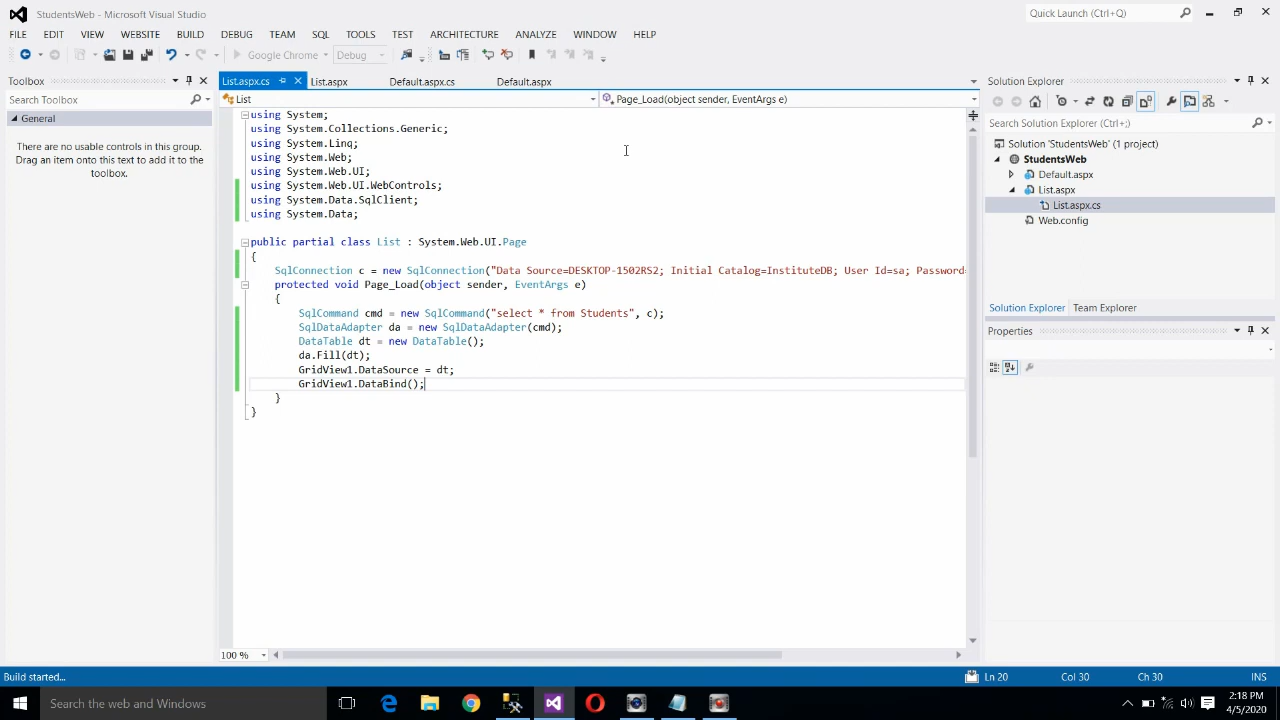 StudentsWeb - Microsoft Visual Studio
Quick Launch (Ctrl+Q)
FILE EDIT VIEW WEBSITE BUILD DEBUG TEAM SQL TOOLS TEST ARCHITECTURE ANALYZE WINDOW HELP
Google Chrome Debug
Toolbox
Search Toolbox
General
There are no usable controls in this group.
Drag an item onto this text to add it to the
toolbox.
List.aspx.cs List.aspx Default.aspx.cs Default.aspx
List Page_Load(object sender, EventArgs e)
using System;
using System.Collections.Generic;
using System.Linq;
using System.Web;
using System.Web.UI;
using System.Web.UI.WebControls;
using System.Data.SqlClient;
using System.Data;
public partial class List : System.Web.UI.Page
{
SqlConnection c = new SqlConnection("Data Source=DESKTOP-1502RS2; Initial Catalog=InstituteDB; User Id=sa; Password=
protected void Page_Load(object sender, EventArgs e)
{
SqlCommand cmd = new SqlCommand("select * from Students", c);
SqlDataAdapter da = new SqlDataAdapter(cmd);
DataTable dt = new DataTable();
da.Fill(dt);
GridView1.DataSource = dt;
GridView1.DataBind();
}
}
100 %
Solution Explorer
Search Solution Explorer (Ctrl+;)
Solution 'StudentsWeb' (1 project)
StudentsWeb
Default.aspx
List.aspx
List.aspx.cs
Web.config
Solution Explorer Team Explorer
Properties
Build started...
Ln 20 Col 30 Ch 30 INS
Search the web and Windows
2:18 PM
4/5/2020